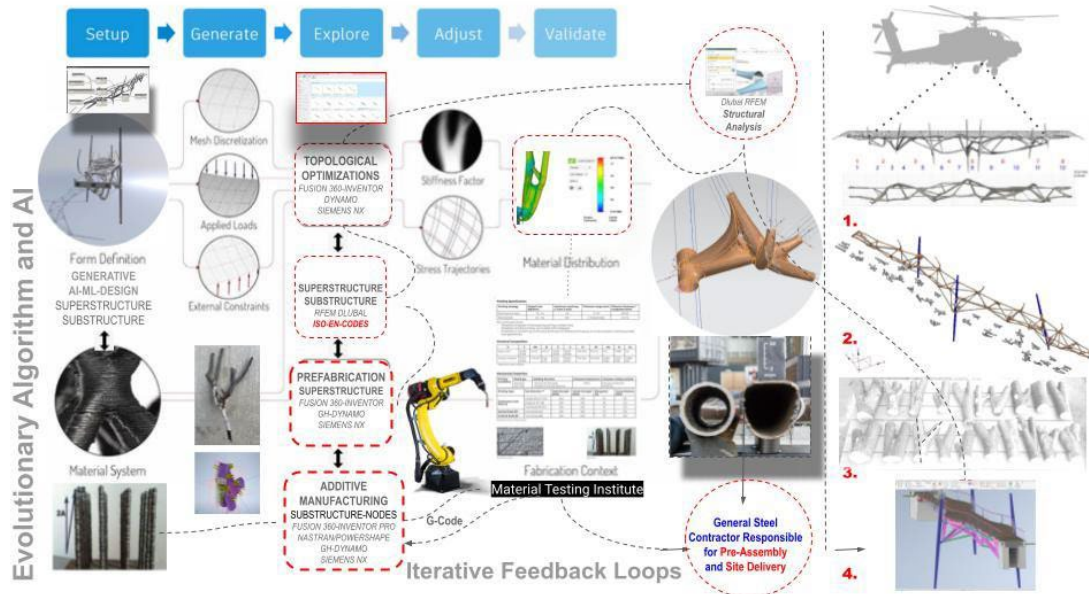 Setup
Generate
Explore
Adjust
Validate
Evolutionary Algorithm and AI
Mesh Discretization
Applied Loads
External Constraints
Form Definition
GENERATIVE
AI-ML-DESIGN
SUPERSTRUCTURE
SUBSTRUCTURE
Material System
TOPOLOGICAL
OPTIMIZATIONS
FUSION 360-INVENTOR
DYNAMO
SIEMENS NX
SUPERSTRUCTURE
SUBSTRUCTURE
RFEM DLUBAL
ISO-EN-CODES
PREFABRICATION
SUPERSTRUCTURE
FUSION 360-INVENTOR
GH-DYNAMO
SIEMENS NX
ADDITIVE
MANUFACTURING
SUBSTRUCTURE-NODES
FUSION 360-INVENTOR PRO
NASTRAN/POWERSHAPE
GH-DYNAMO
SIEMENS NX
Stiffness Factor
Stress Trajectories
G-Code
Material Distribution
Fabrication Context
Material Testing Institute
Iterative Feedback Loops
Dlubal RFEM
Structural
Analysis
General Steel
Contractor Responsible
for Pre-Assembly
and Site Delivery
1.
2.
3.
4.